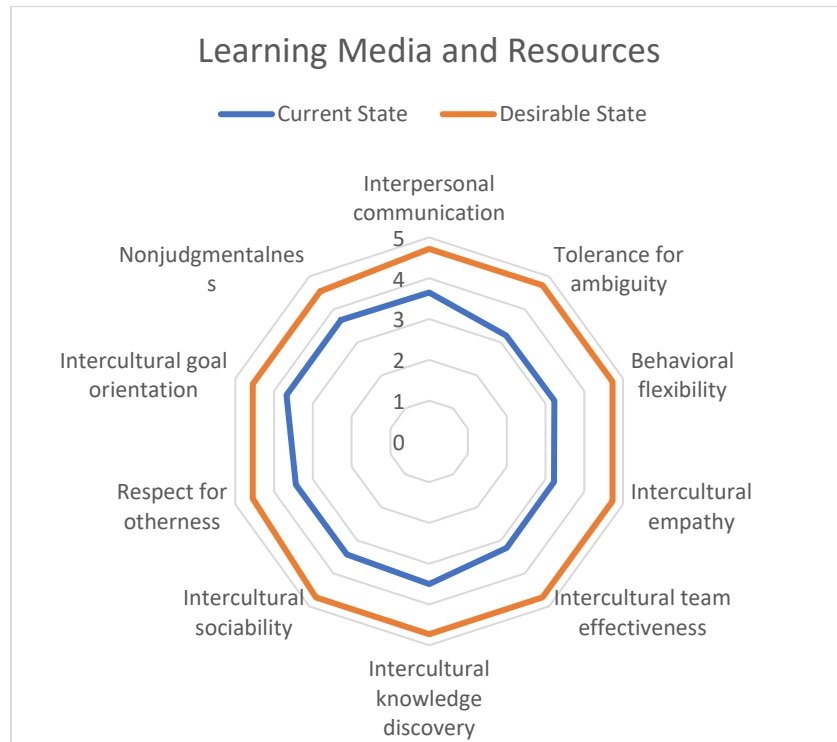 Learning Media and Resources
Current State
Desirable State
Interpersonal
communication
Tolerance for
ambiguity
Behavioral
flexibility
Intercultural
empathy
Intercultural team
effectiveness
Intercultural
knowledge
discovery
Intercultural
sociability
Respect for
otherness
Intercultural goal
orientation
Nonjudgmentalnes
s
5
4
3
2
1
0